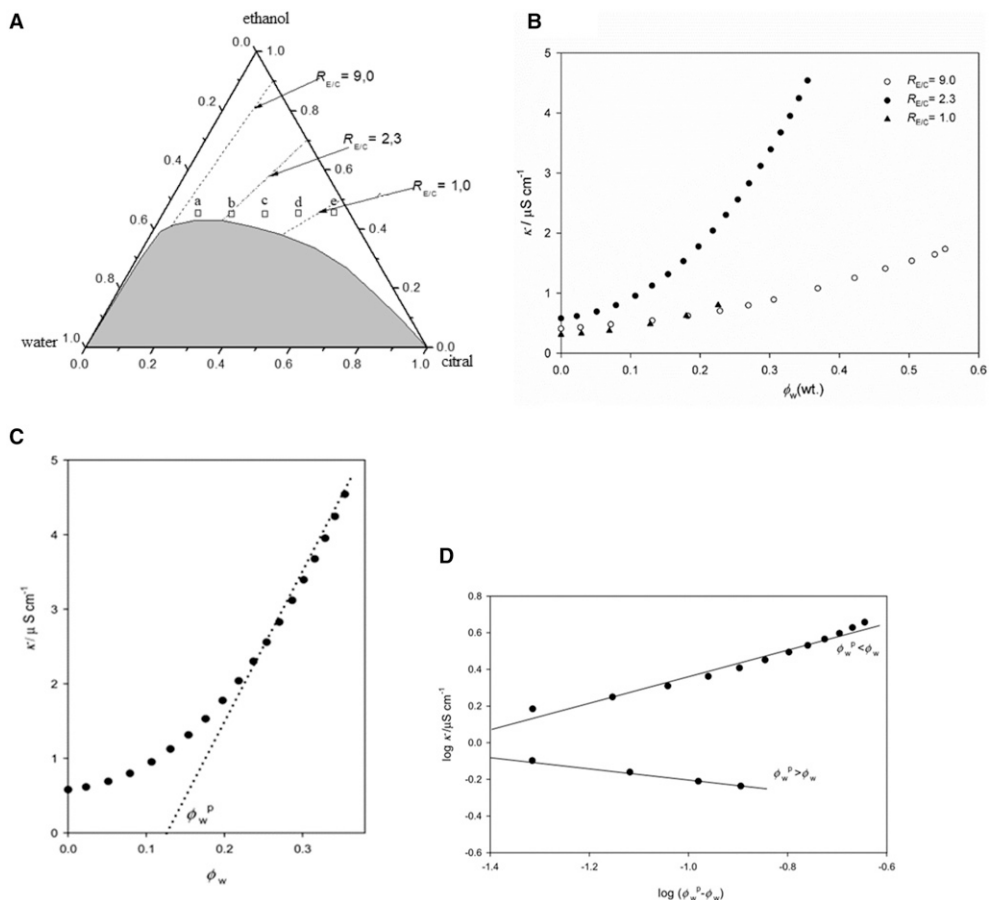 A
ethanol
0.0
1.0
R_E/C = 9,0
0.2
0.8
R_E/C = 2,3
0.4
0.6
R_E/C = 1,0
a b c d e
0.6
0.4
0.8
0.2
water 1.0
0.0
citral
0.0 0.2 0.4 0.6 0.8 1.0
B
5
4
3
2
1
0
κ / μS cm⁻¹
○ R_E/C = 9.0
● R_E/C = 2.3
▲ R_E/C = 1.0
0.0 0.1 0.2 0.3 0.4 0.5 0.6
ϕ_w(wt.)
C
5
4
3
2
1
0
κ / μ S cm⁻¹
ϕ_w^p
0.0 0.1 0.2 0.3
ϕ_w
D
0.8
0.6
0.4
0.2
0.0
-0.2
-0.4
-0.6
log κ /μS cm⁻¹
ϕ_w^p<ϕ_w
ϕ_w^p>ϕ_w
-1.4 -1.2 -1.0 -0.8 -0.6
log (ϕ_w^p-ϕ_w)